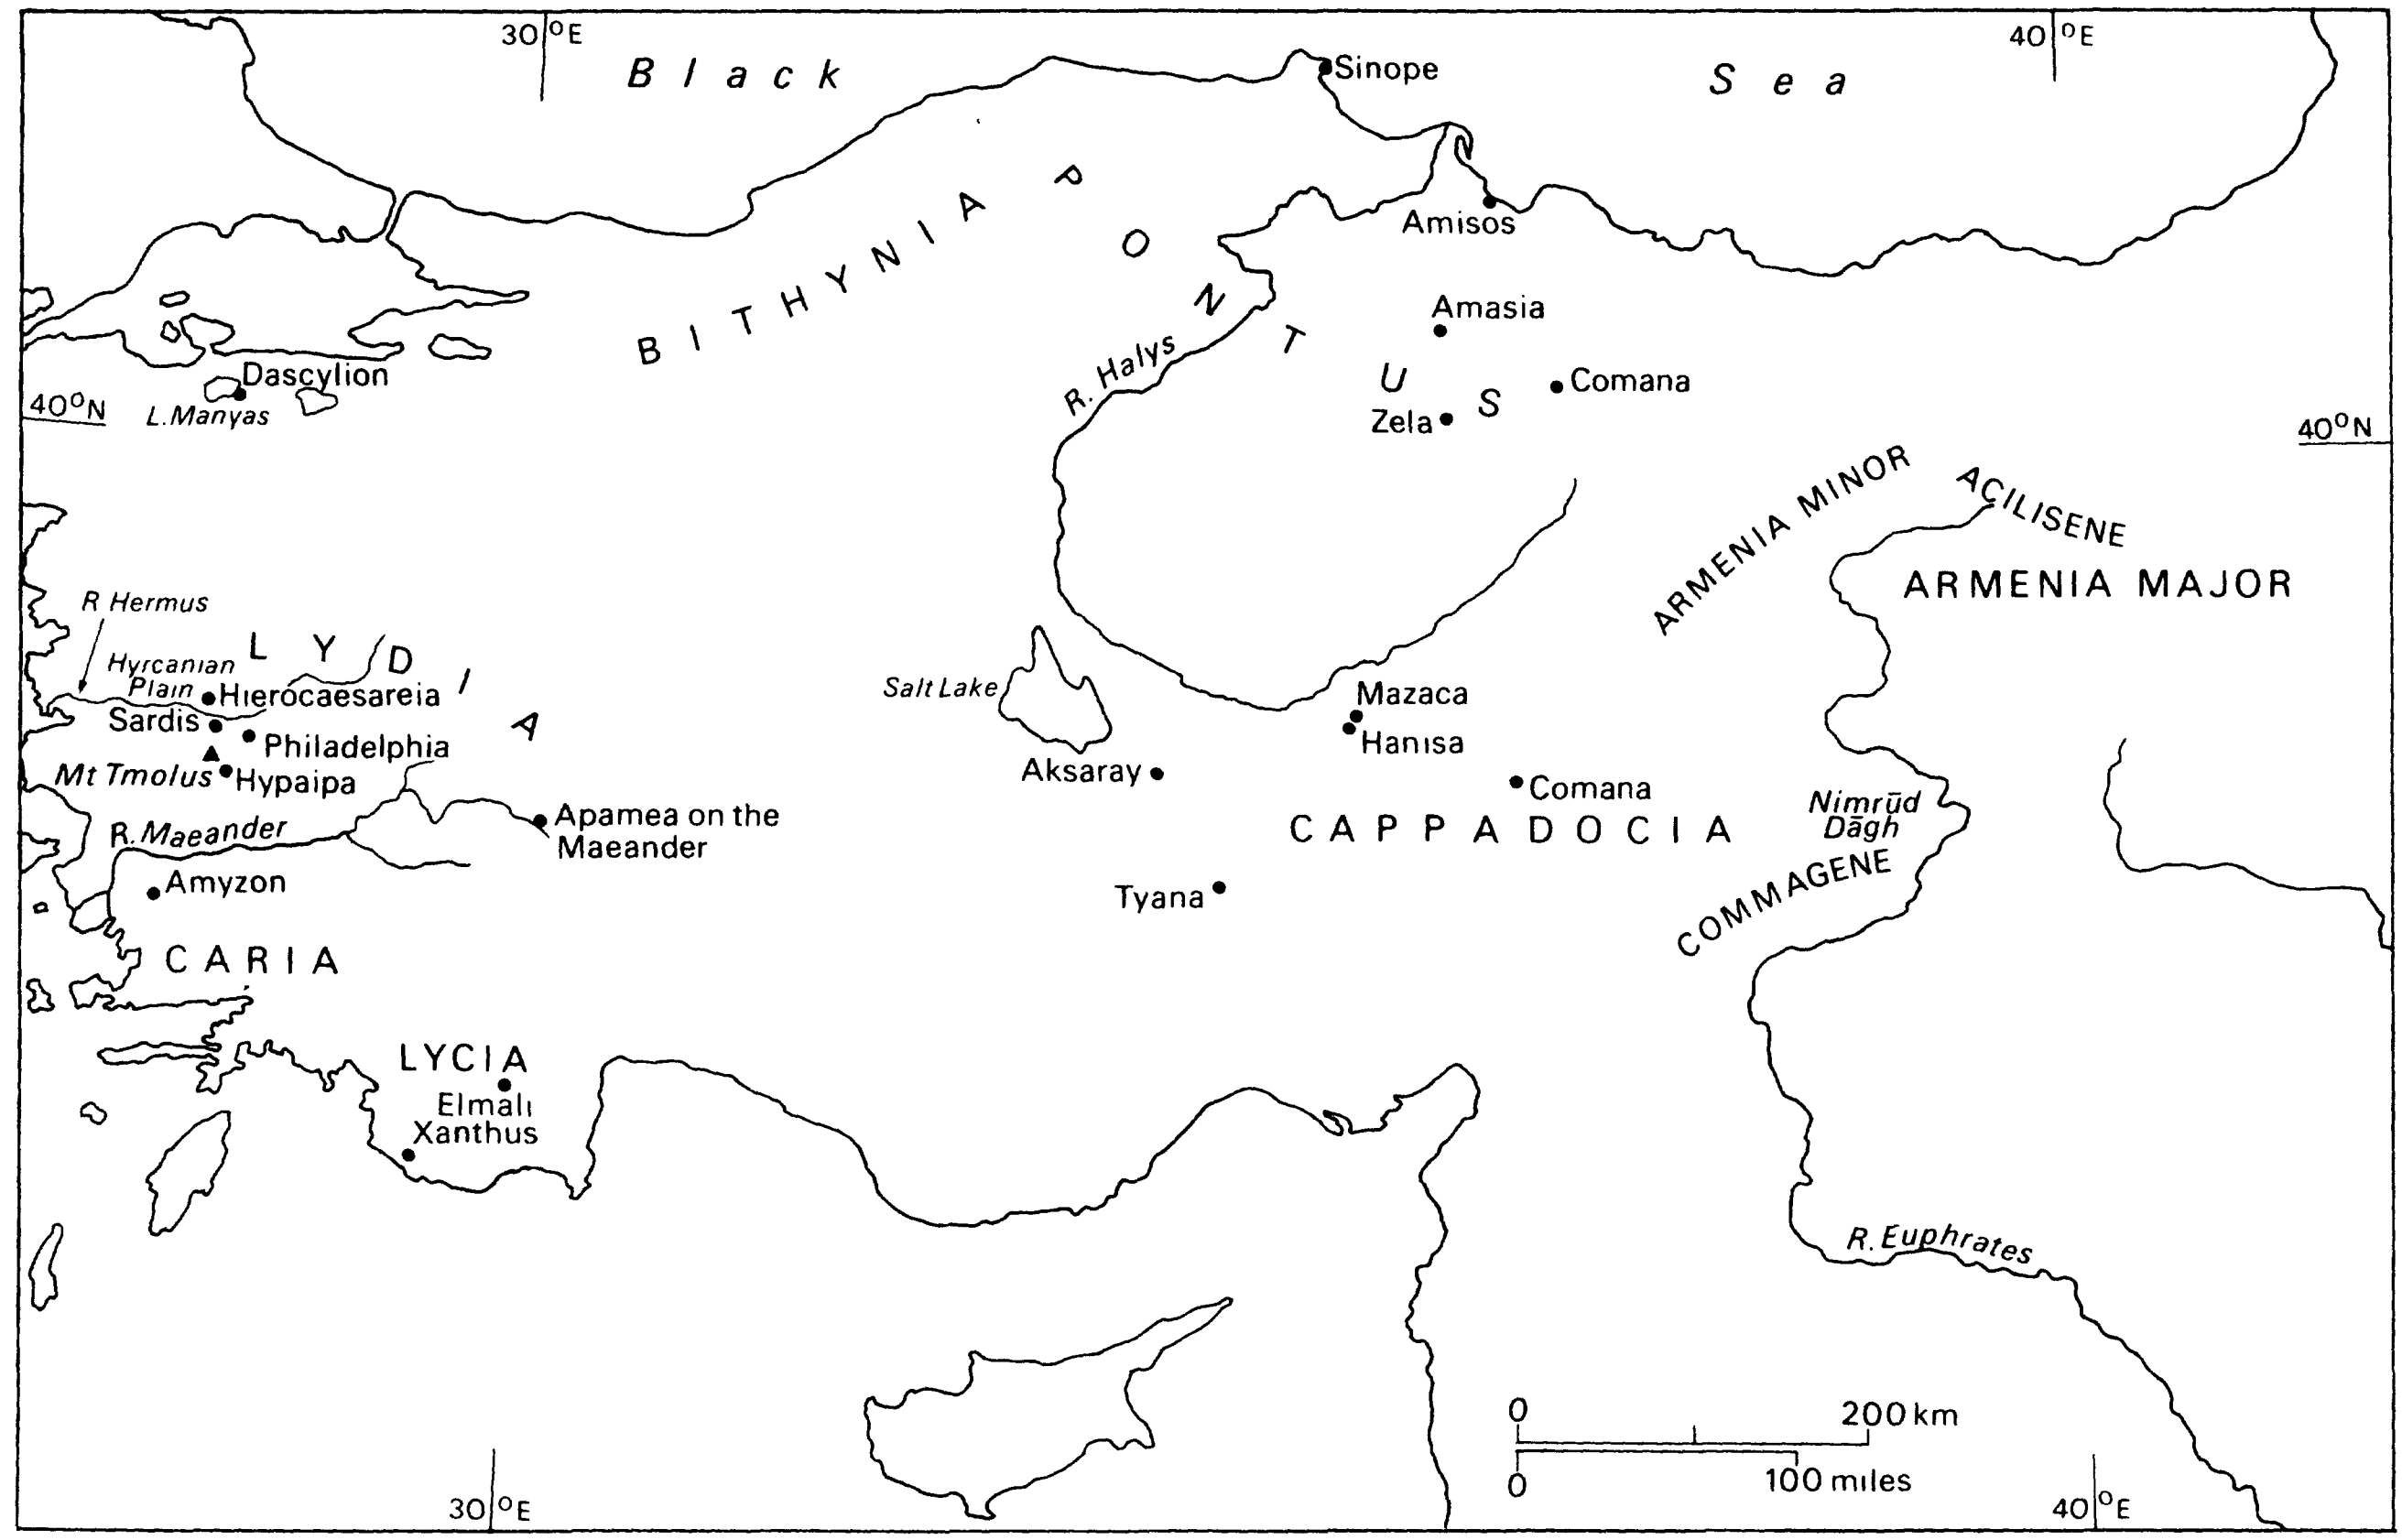 30°E
40°E
Black Sea
Sinope
Amisos
BITHYNIA
PONTUS
Amasia
R. Halys
Comana
Zela
Dascylion
L.Manyas
40°N
40°N
ARMENIA MINOR
ACILISENE
ARMENIA MAJOR
R Hermus
LYDIA
Hyrcanian
Plain
Hierocaesareia
Sardis
Philadelphia
Mt Tmolus
Hypaipa
Salt Lake
Mazaca
Hanisa
Aksaray
Comana
Nimrūd
Dāgh
R. Maeander
Apamea on the
Maeander
CAPPADOCIA
COMMAGENE
Amyzon
Tyana
CARIA
LYCIA
Elmalı
Xanthus
R. Euphrates
0 200 km
0 100 miles
30°E
40°E